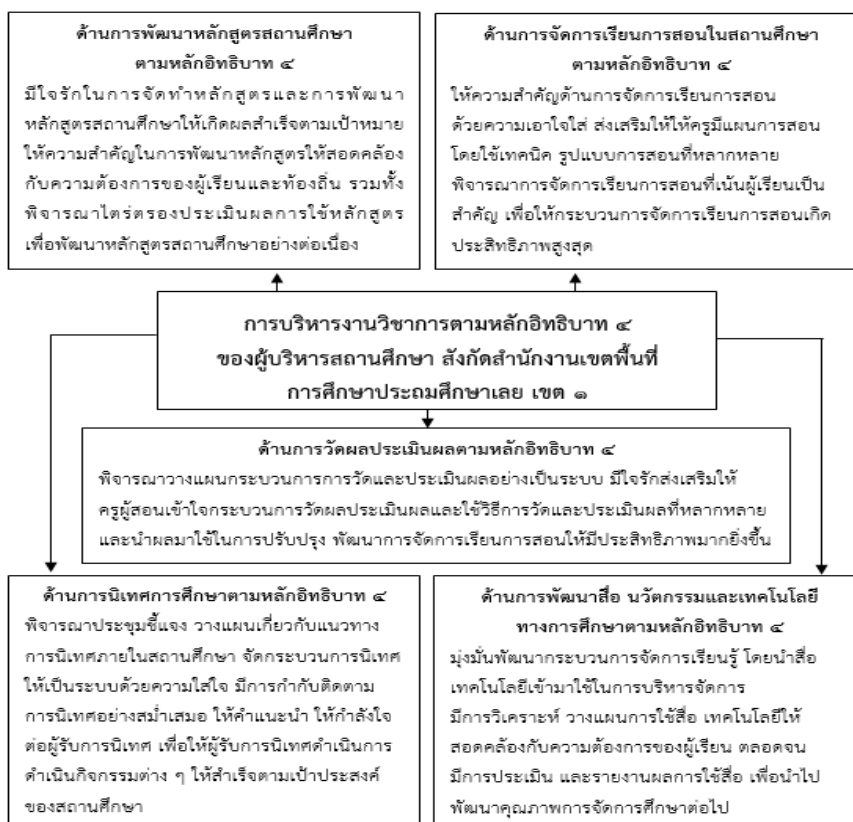 ด้านการพัฒนาหลักสูตรสถานศึกษา
ตามหลักอิทธิบาท ๔
มีใจรักในการจัดทำหลักสูตรและการพัฒนา
หลักสูตรสถานศึกษาให้เกิดผลสำเร็จตามเป้าหมาย
ให้ความสำคัญในการพัฒนาหลักสูตรให้สอดคล้อง
กับความต้องการของผู้เรียนและท้องถิ่น รวมทั้ง
พิจารณาไตร่ตรองประเมินผลการใช้หลักสูตร
เพื่อพัฒนาหลักสูตรสถานศึกษาอย่างต่อเนื่อง
ด้านการจัดการเรียนการสอนในสถานศึกษา
ตามหลักอิทธิบาท ๔
ให้ความสำคัญด้านการจัดการเรียนการสอน
ด้วยความเอาใจใส่ ส่งเสริมให้ให้ครูมีแผนการสอน
โดยใช้เทคนิค รูปแบบการสอนที่หลากหลาย
พิจารณาการจัดการเรียนการสอนที่เน้นผู้เรียนเป็น
สำคัญ เพื่อให้กระบวนการจัดการเรียนการสอนเกิด
ประสิทธิภาพสูงสุด
การบริหารงานวิชาการตามหลักอิทธิบาท ๔
ของผู้บริหารสถานศึกษา สังกัดสำนักงานเขตพื้นที่
การศึกษาประถมศึกษาเลย เขต ๑
ด้านการวัดผลประเมินผลตามหลักอิทธิบาท ๔
พิจารณาวางแผนกระบวนการการวัดและประเมินผลอย่างเป็นระบบ มีใจรักส่งเสริมให้
ครูผู้สอนเข้าใจกระบวนการวัดผลประเมินผลและใช้วิธีการวัดและประเมินผลที่หลากหลาย
และนำผลมาใช้ในการปรับปรุง พัฒนาการจัดการเรียนการสอนให้มีประสิทธิภาพมากยิ่งขึ้น
ด้านการนิเทศการศึกษาตามหลักอิทธิบาท ๔
พิจารณาประชุมชี้แจง วางแผนเกี่ยวกับแนวทาง
การนิเทศภายในสถานศึกษา จัดกระบวนการนิเทศ
ให้เป็นระบบด้วยความใส่ใจ มีการกำกับติดตาม
การนิเทศอย่างสม่ำเสมอ ให้คำแนะนำ ให้กำลังใจ
ต่อผู้รับการนิเทศ เพื่อให้ผู้รับการนิเทศดำเนินการ
ดำเนินกิจกรรมต่าง ๆ ให้สำเร็จตามเป้าประสงค์
ของสถานศึกษา
ด้านการพัฒนาสื่อ นวัตกรรมและเทคโนโลยี
ทางการศึกษาตามหลักอิทธิบาท ๔
มุ่งมั่นพัฒนากระบวนการจัดการเรียนรู้ โดยนำสื่อ
เทคโนโลยีเข้ามาใช้ในการบริหารจัดการ
มีการวิเคราะห์ วางแผนการใช้สื่อ เทคโนโลยีให้
สอดคล้องกับความต้องการของผู้เรียน ตลอดจน
มีการประเมิน และรายงานผลการใช้สื่อ เพื่อนำไป
พัฒนาคุณภาพการจัดการศึกษาต่อไป